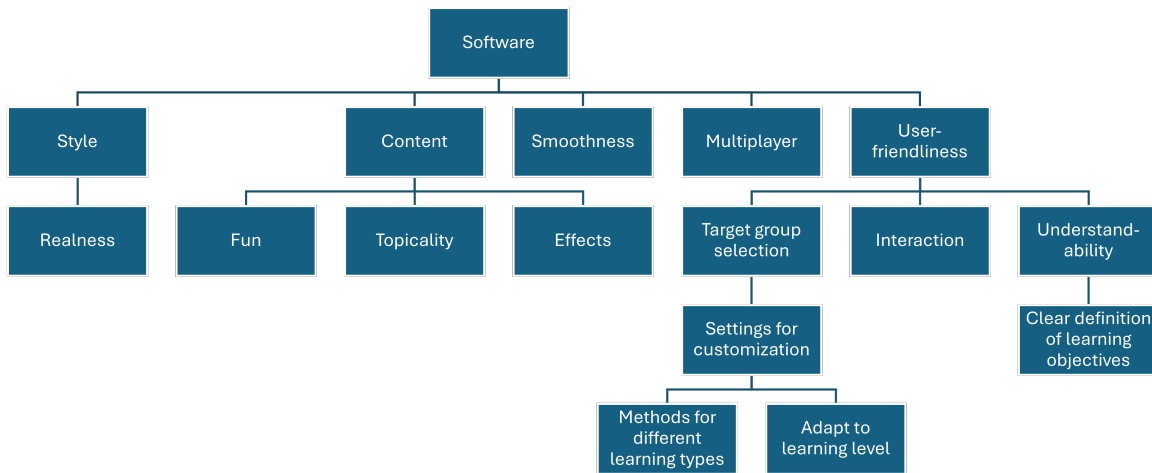 Software
Style
Content
Smoothness
Multiplayer
User-
friendliness
Realness
Fun
Topicality
Effects
Target group
selection
Interaction
Understand-
ability
Settings for
customization
Clear definition
of learning
objectives
Methods for
different
learning types
Adapt to
learning level